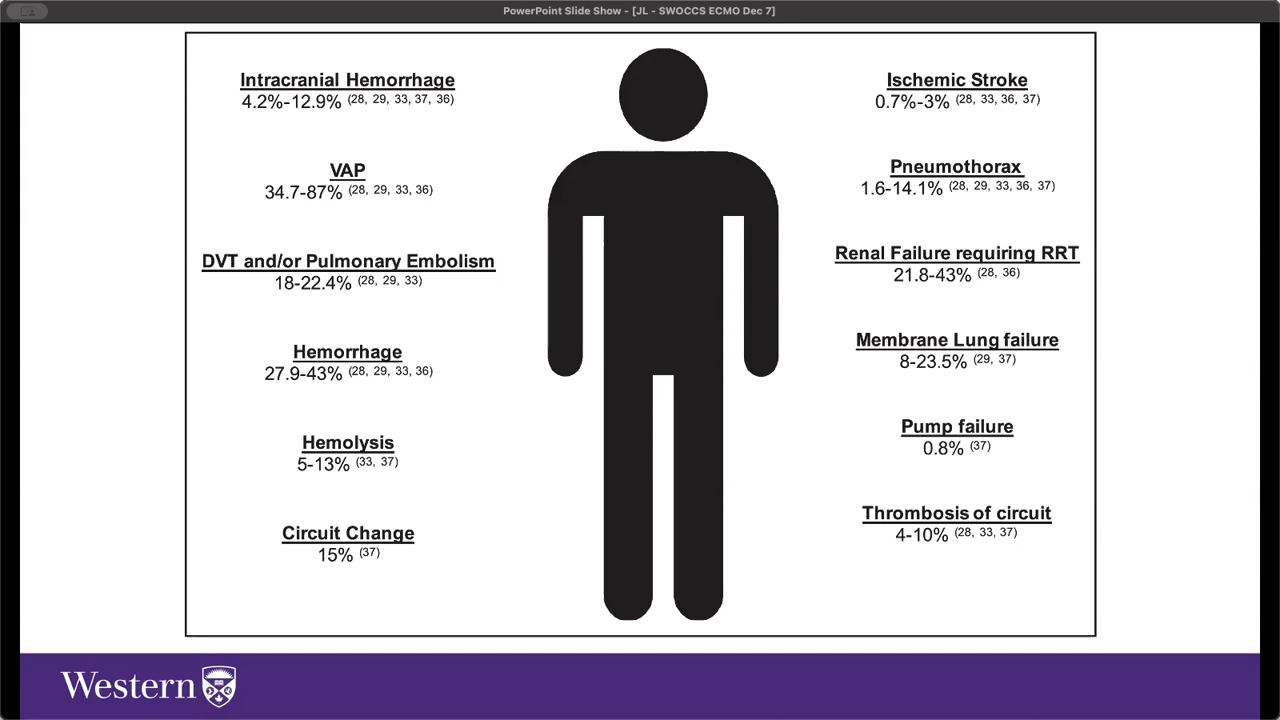 PowerPoint Slide Show - [JL - SWOCCS ECMO Dec 7]
Intracranial Hemorrhage
4.2%-12.9% (28, 29, 33, 37, 36)
VAP
34.7-87% (28, 29, 33, 36)
DVT and/or Pulmonary Embolism
18-22.4% (28, 29, 33)
Hemorrhage
27.9-43% (28, 29, 33, 36)
Hemolysis
5-13% (33, 37)
Circuit Change
15% (37)
Ischemic Stroke
0.7%-3% (28, 33, 36, 37)
Pneumothorax
1.6-14.1% (28, 29, 33, 36, 37)
Renal Failure requiring RRT
21.8-43% (28, 36)
Membrane Lung failure
8-23.5% (29, 37)
Pump failure
0.8% (37)
Thrombosis of circuit
4-10% (28, 33, 37)
Western